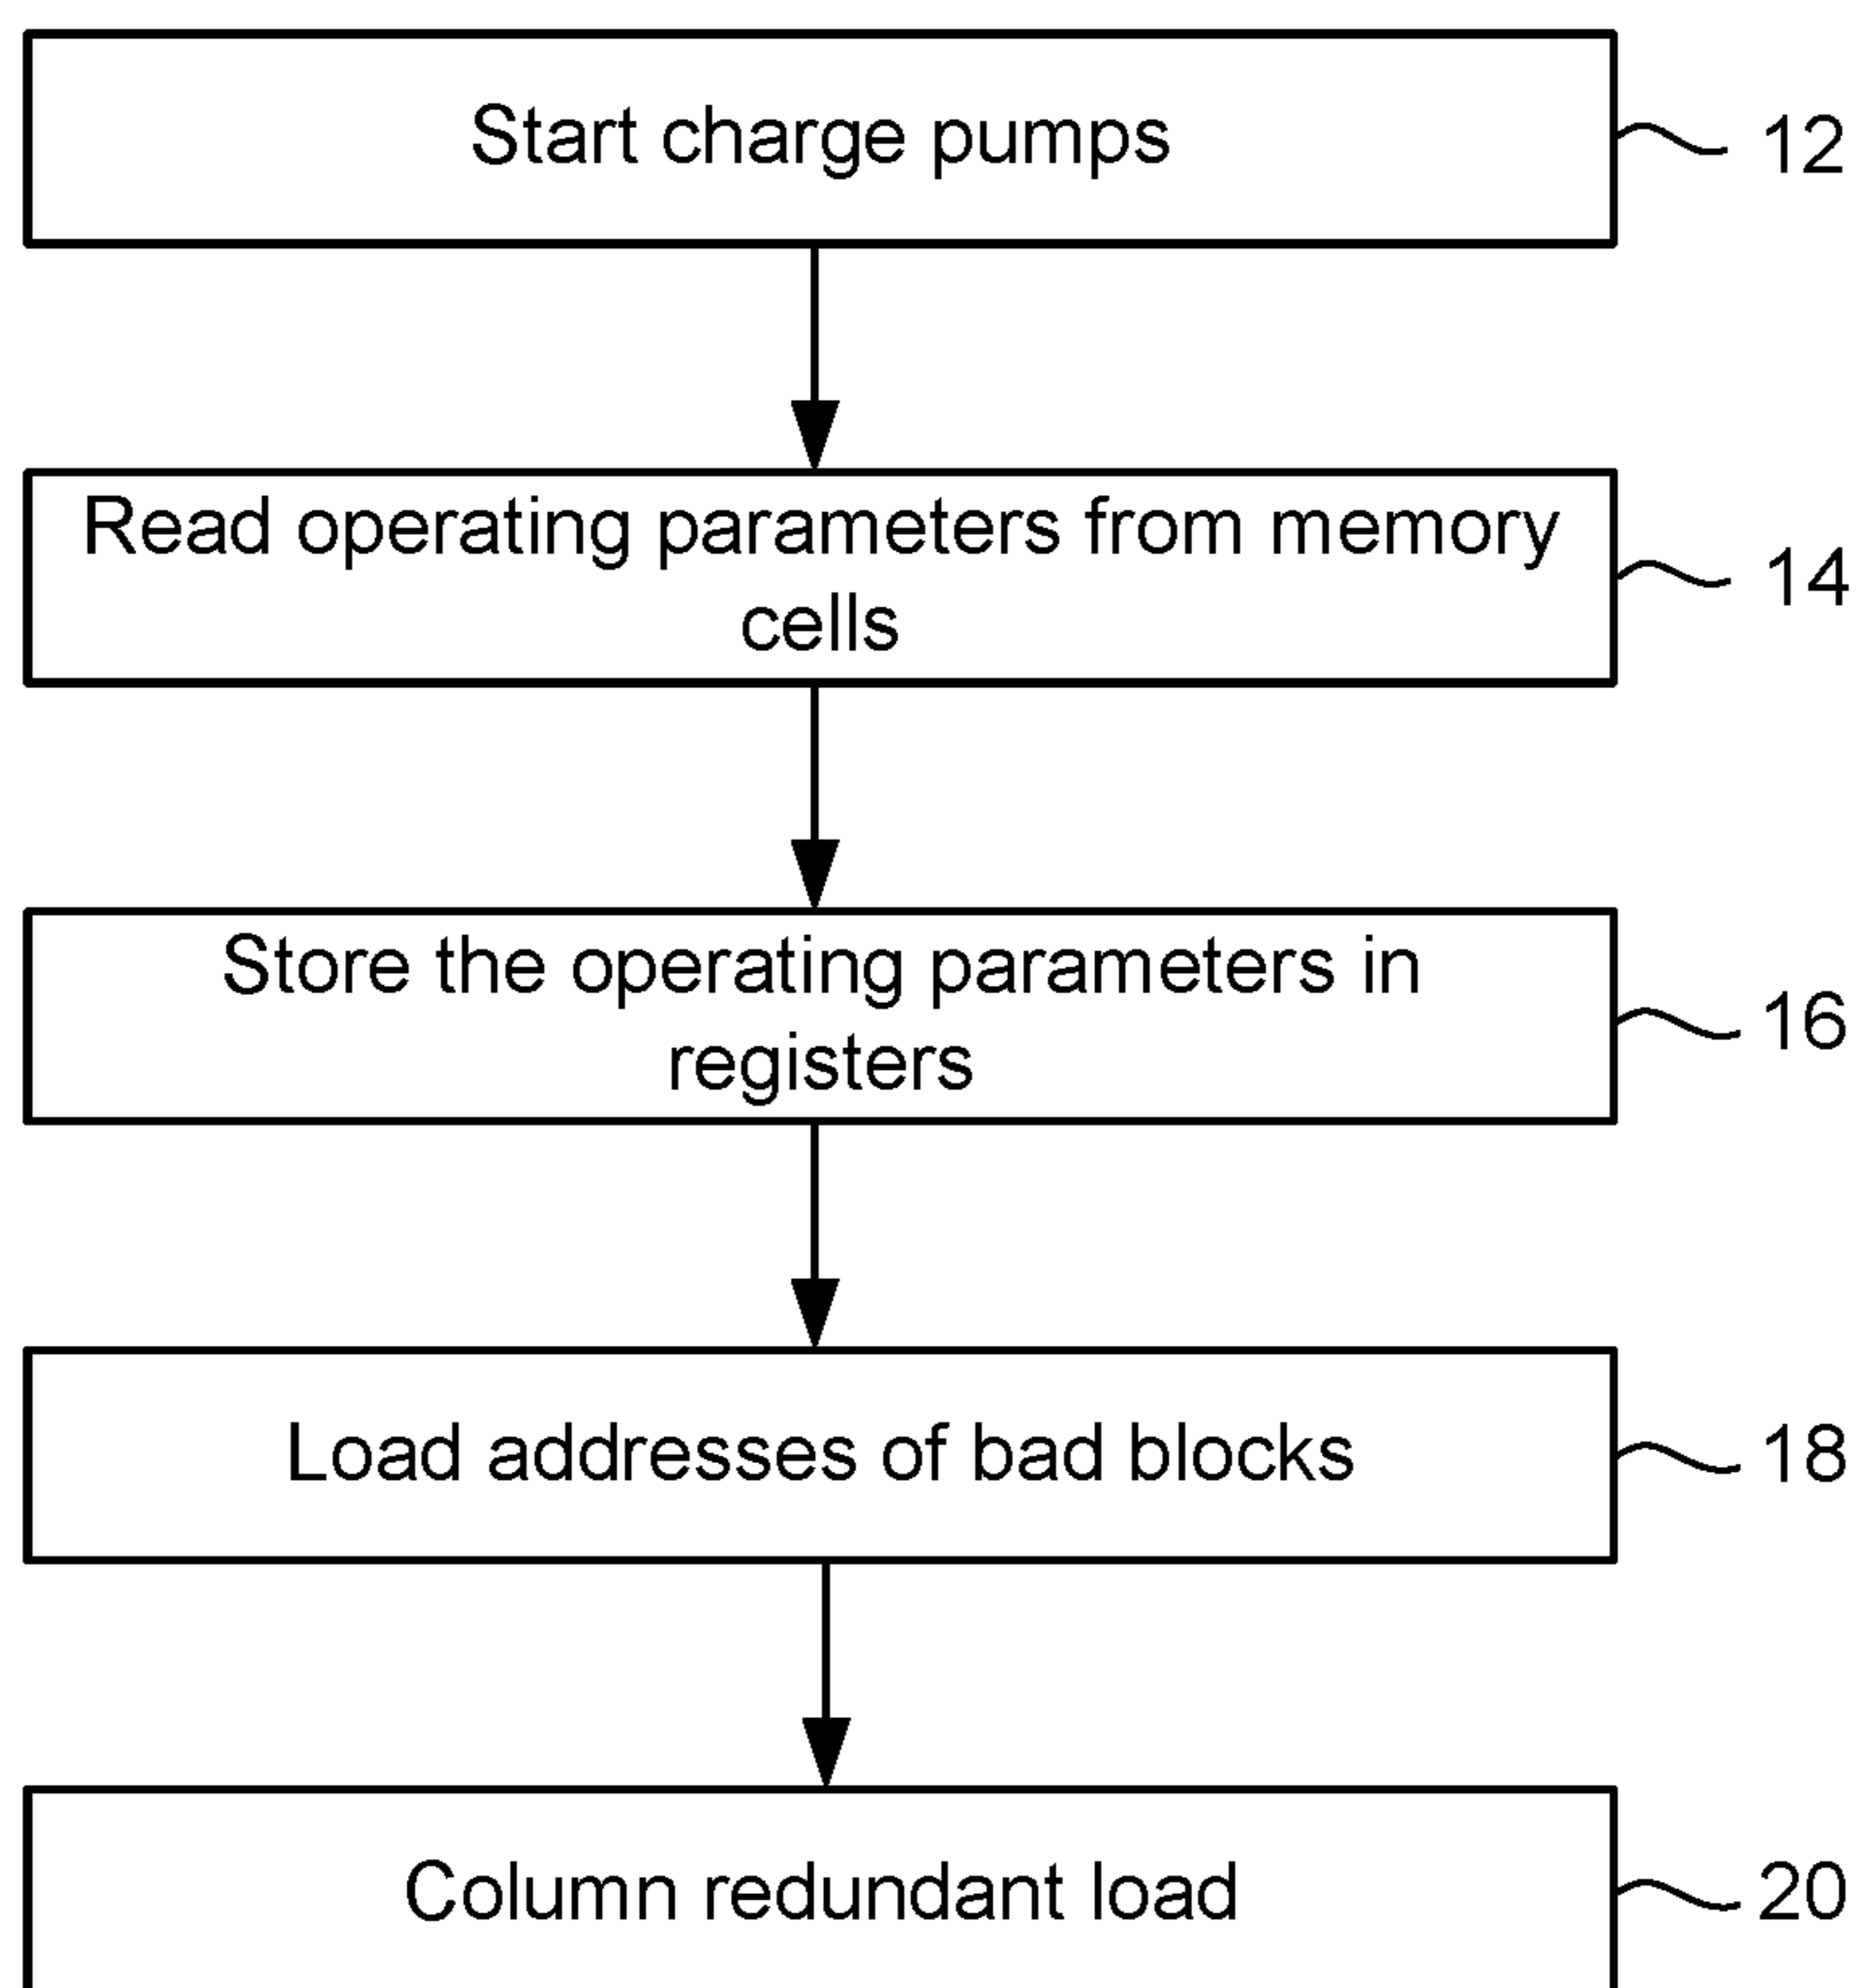 Start charge pumps
12
Read operating parameters from memory
cells
14
Store the operating parameters in
registers
16
Load addresses of bad blocks
18
Column redundant load
20